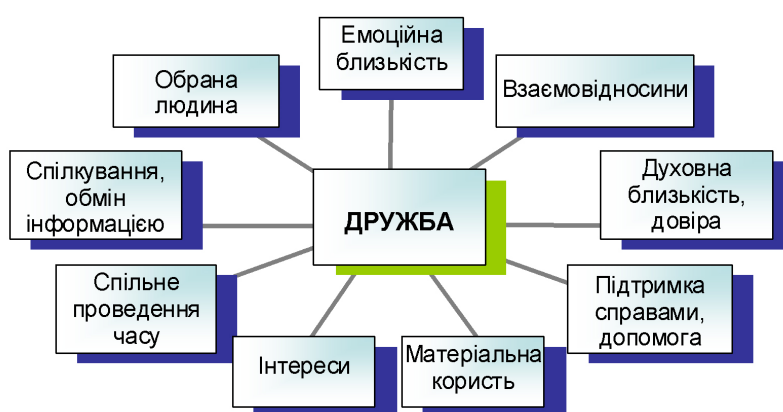 Емоційна
близькість
Обрана
людина
Взаємовідносини
Спілкування,
обмін
інформацією
ДРУЖБА
Духовна
близькість,
довіра
Спільне
проведення
часу
Підтримка
справами,
допомога
Інтереси
Матеріальна
користь